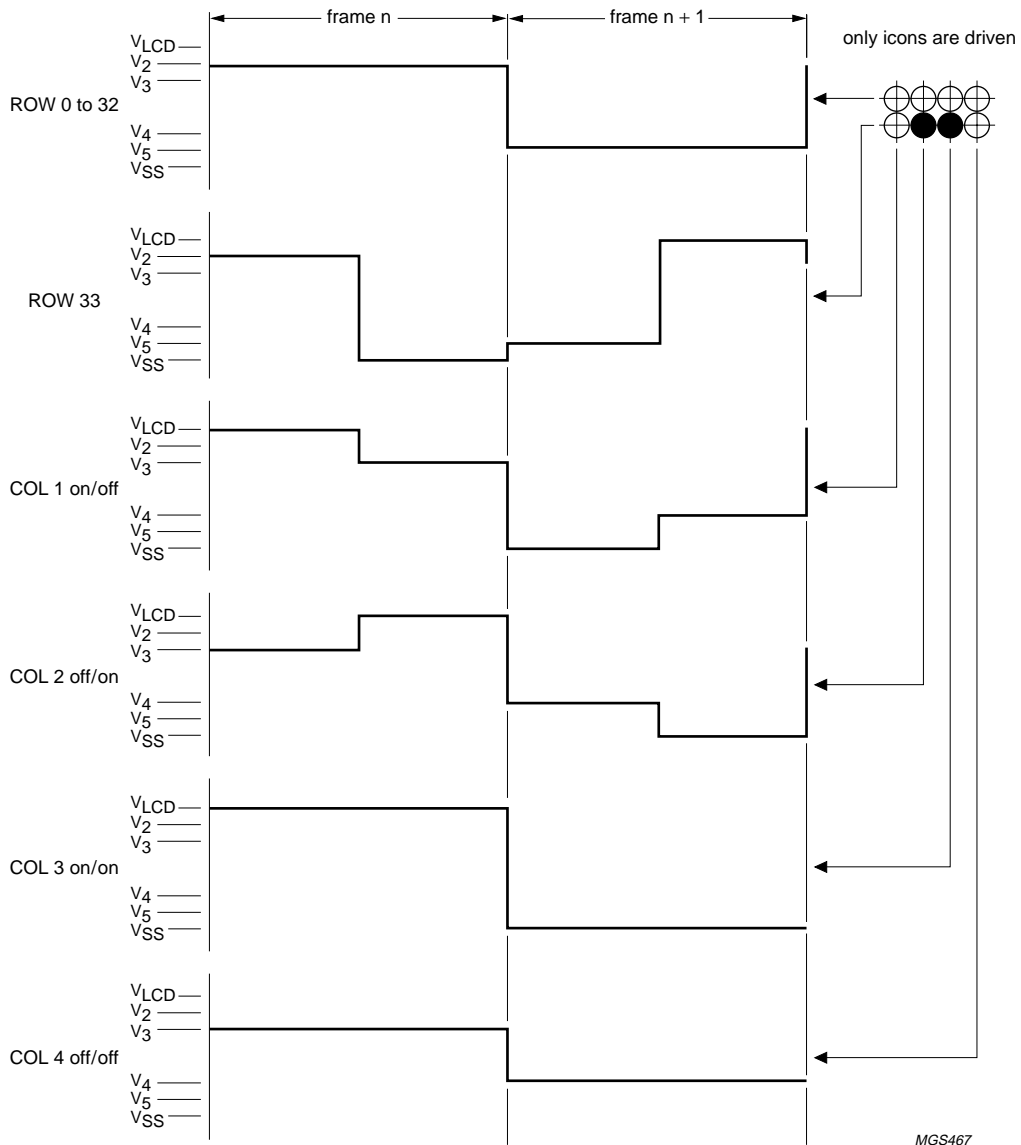 frame n
frame n + 1
only icons are driven
VLCD
V2
V3
ROW 0 to 32
V4
V5
VSS
VLCD
V2
V3
ROW 33
V4
V5
VSS
VLCD
V2
V3
COL 1 on/off
V4
V5
VSS
VLCD
V2
V3
COL 2 off/on
V4
V5
VSS
VLCD
V2
V3
COL 3 on/on
V4
V5
VSS
VLCD
V2
V3
COL 4 off/off
V4
V5
VSS
MGS467